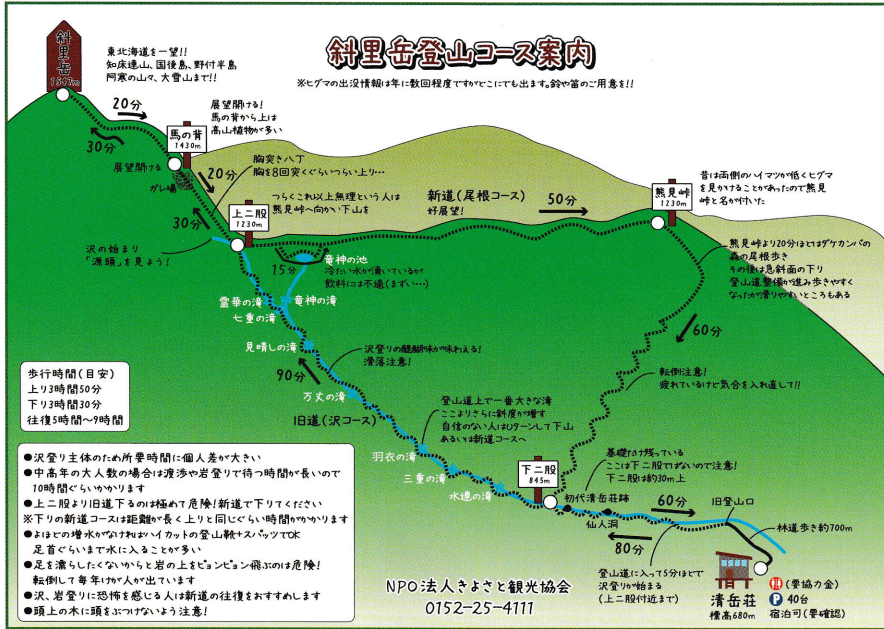 斜里岳登山コース案内
※ヒグマの出没情報は年に数回程度ですがどこにでも出ます。鈴や笛のご用意を!!
斜里岳
1547m
東北海道を一望!!
知床連山、国後島、野付半島
阿寒の山々、大雪山まで!!
20分
30分
馬の背
1430m
展望開ける!
馬の背から上は
高山植物が多い
展望開ける
ガレ場
20分
30分
胸突き八丁
胸を8回突くぐらいつらい上り…
つらくこれ以上無理という人は
熊見峠へ向かい下山を
上二股
1230m
新道(尾根コース)
好展望!
50分
熊見峠
1230m
昔は両側のハイマツが低くヒグマ
を見かけることがあったので熊見
峠と名が付いた
沢の始まり
「源頭」を見よう!
15分
竜神の池
冷たい水が湧いているが
飲料には不適(まずい…)
熊見峠より20分ほどはダケカンバの
森の尾根歩き
その後は急斜面の下り
登山道整備が進み歩きやすく
なったが滑りやすいところもある
霊華の滝
竜神の滝
七重の滝
見晴しの滝
60分
沢登りの醍醐味が味わえる!
滑落注意!
90分
万丈の滝
転倒注意!
疲れているけど気合を入れ直して!!
旧道(沢コース)
登山道上で一番大きな滝
ここよりさらに斜度が増す
自信のない人はUターンして下山
あるいは新道コースへ
羽衣の滝
三重の滝
水連の滝
下二股
845m
基礎だけ残っている
ここは下二股ではないので注意!
下二股は約30m上
初代清岳荘跡
仙人洞
60分
80分
旧登山口
林道歩き約700m
登山道に入って5分ほどで
沢登りが始まる
(上二股付近まで)
清岳荘
標高680m
(要協力金)
P 40台
宿泊可(要確認)
歩行時間(目安)
上り3時間50分
下り3時間30分
往復5時間~9時間
●沢登り主体のため所要時間に個人差が大きい
●中高年の大人数の場合は渡渉や岩登りで待つ時間が長いので
10時間ぐらいかかります
●上二股より旧道下るのは極めて危険!新道で下りてください
※下りの新道コースは距離が長く上りと同じぐらい時間がかかります
●よほどの増水がなければハイカットの登山靴+スパッツでOK
足首ぐらいまで水に入ることが多い
●足を濡らしたくないからと岩の上をピョンピョン飛ぶのは危険!
転倒して毎年けが人が出ています
●沢、岩登りに恐怖を感じる人は新道の往復をおすすめします
●頭上の木に頭をぶつけないよう注意!
NPO法人きよさと観光協会
0152-25-4111